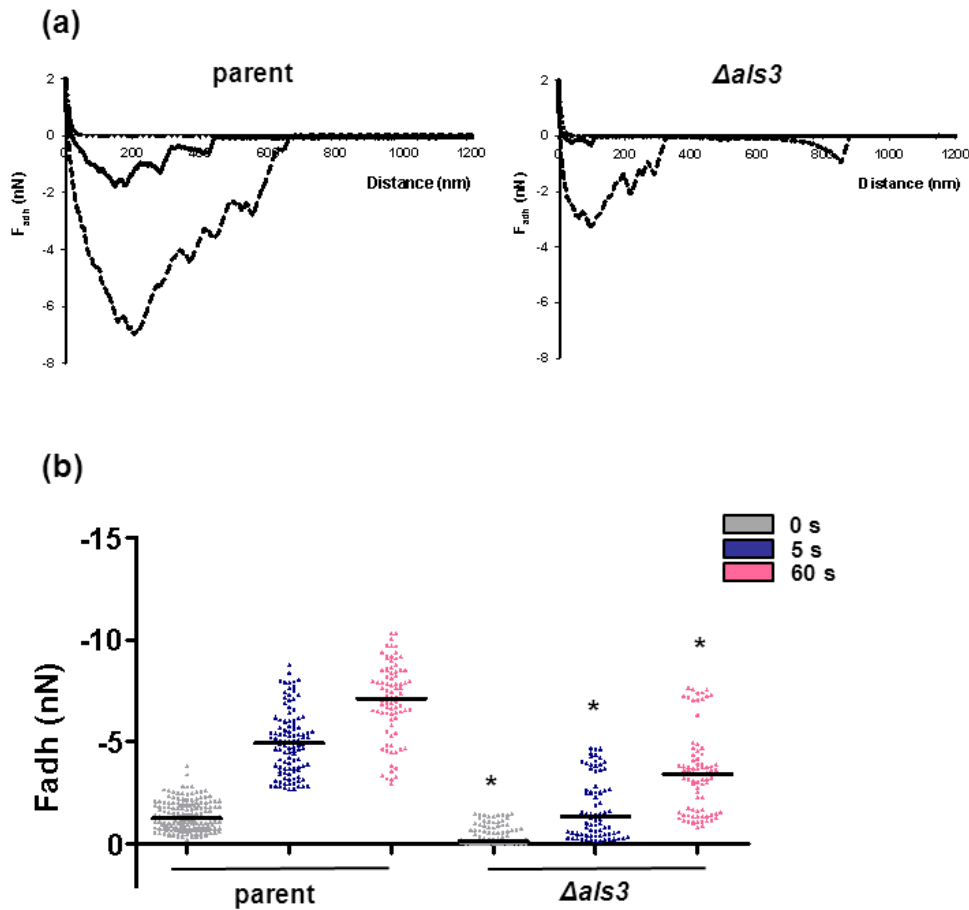 (a)
parent
Δals3
2
0
-2
-4
-6
-8
0
200
400
600
800
1000
1200
Distance (nm)
F adh (nN)
2
0
-2
-4
-6
-8
0
200
400
600
800
1000
1200
Distance (nm)
F adh (nN)
(b)
-15
-10
-5
0
Fadh (nN)
0 s
5 s
60 s
*
*
*
parent
Δals3